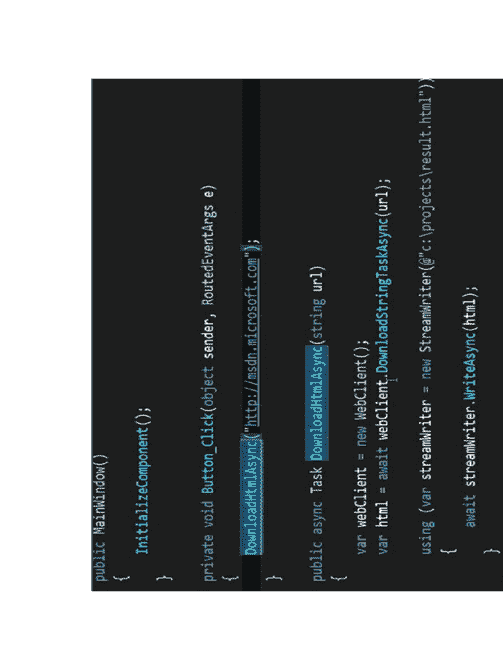 public MainWindow()
{
InitializeComponent();
}
private void Button_Click(object sender, RoutedEventArgs e)
{
DownloadHtmlAsync("http://msdn.microsoft.com");
}
public async Task DownloadHtmlAsync(string url)
{
var webClient = new WebClient();
var html = await webClient.DownloadStringTaskAsync(url);
using (var streamWriter = new StreamWriter(@"c:\projects\result.html"))
{
await streamWriter.WriteAsync(html);
}